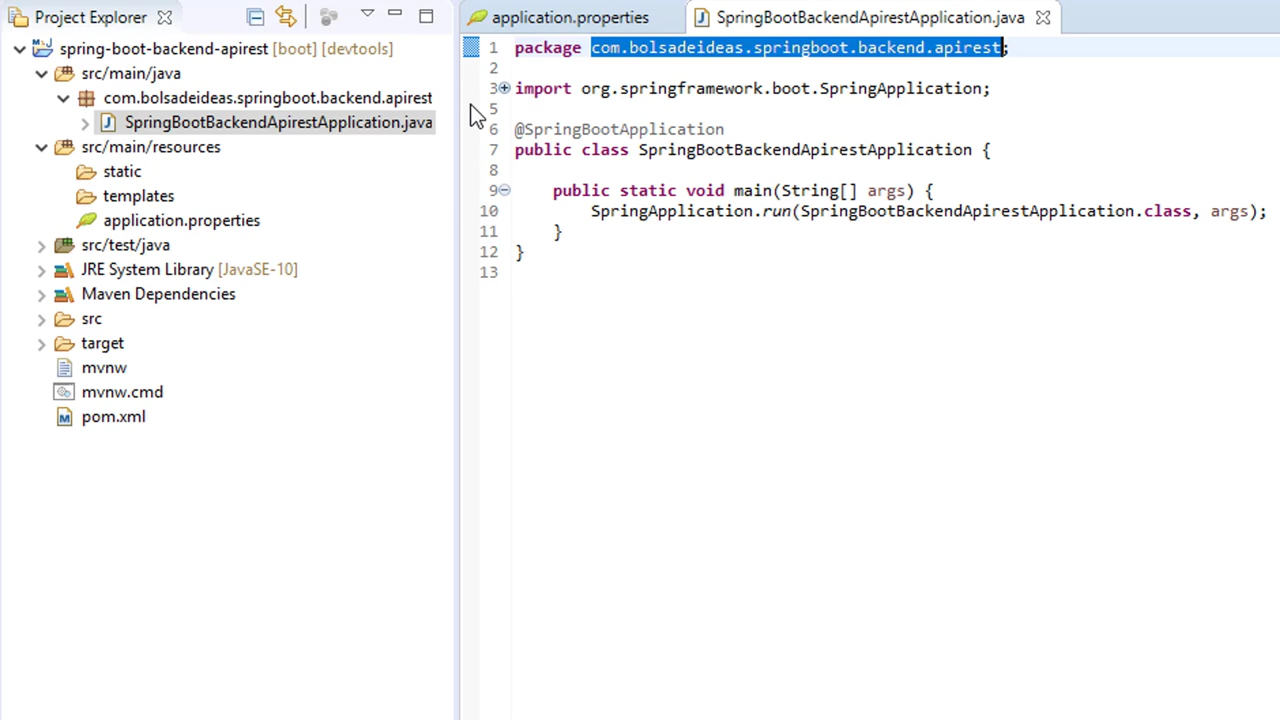 Project Explorer
spring-boot-backend-apirest [boot] [devtools]
src/main/java
com.bolsadeideas.springboot.backend.apirest
SpringBootBackendApirestApplication.java
src/main/resources
static
templates
application.properties
src/test/java
JRE System Library [JavaSE-10]
Maven Dependencies
src
target
mvnw
mvnw.cmd
pom.xml
application.properties
SpringBootBackendApirestApplication.java
1 package com.bolsadeideas.springboot.backend.apirest;
2
3 import org.springframework.boot.SpringApplication;
5
6 @SpringBootApplication
7 public class SpringBootBackendApirestApplication {
8
9 public static void main(String[] args) {
10 SpringApplication.run(SpringBootBackendApirestApplication.class, args);
11 }
12 }
13